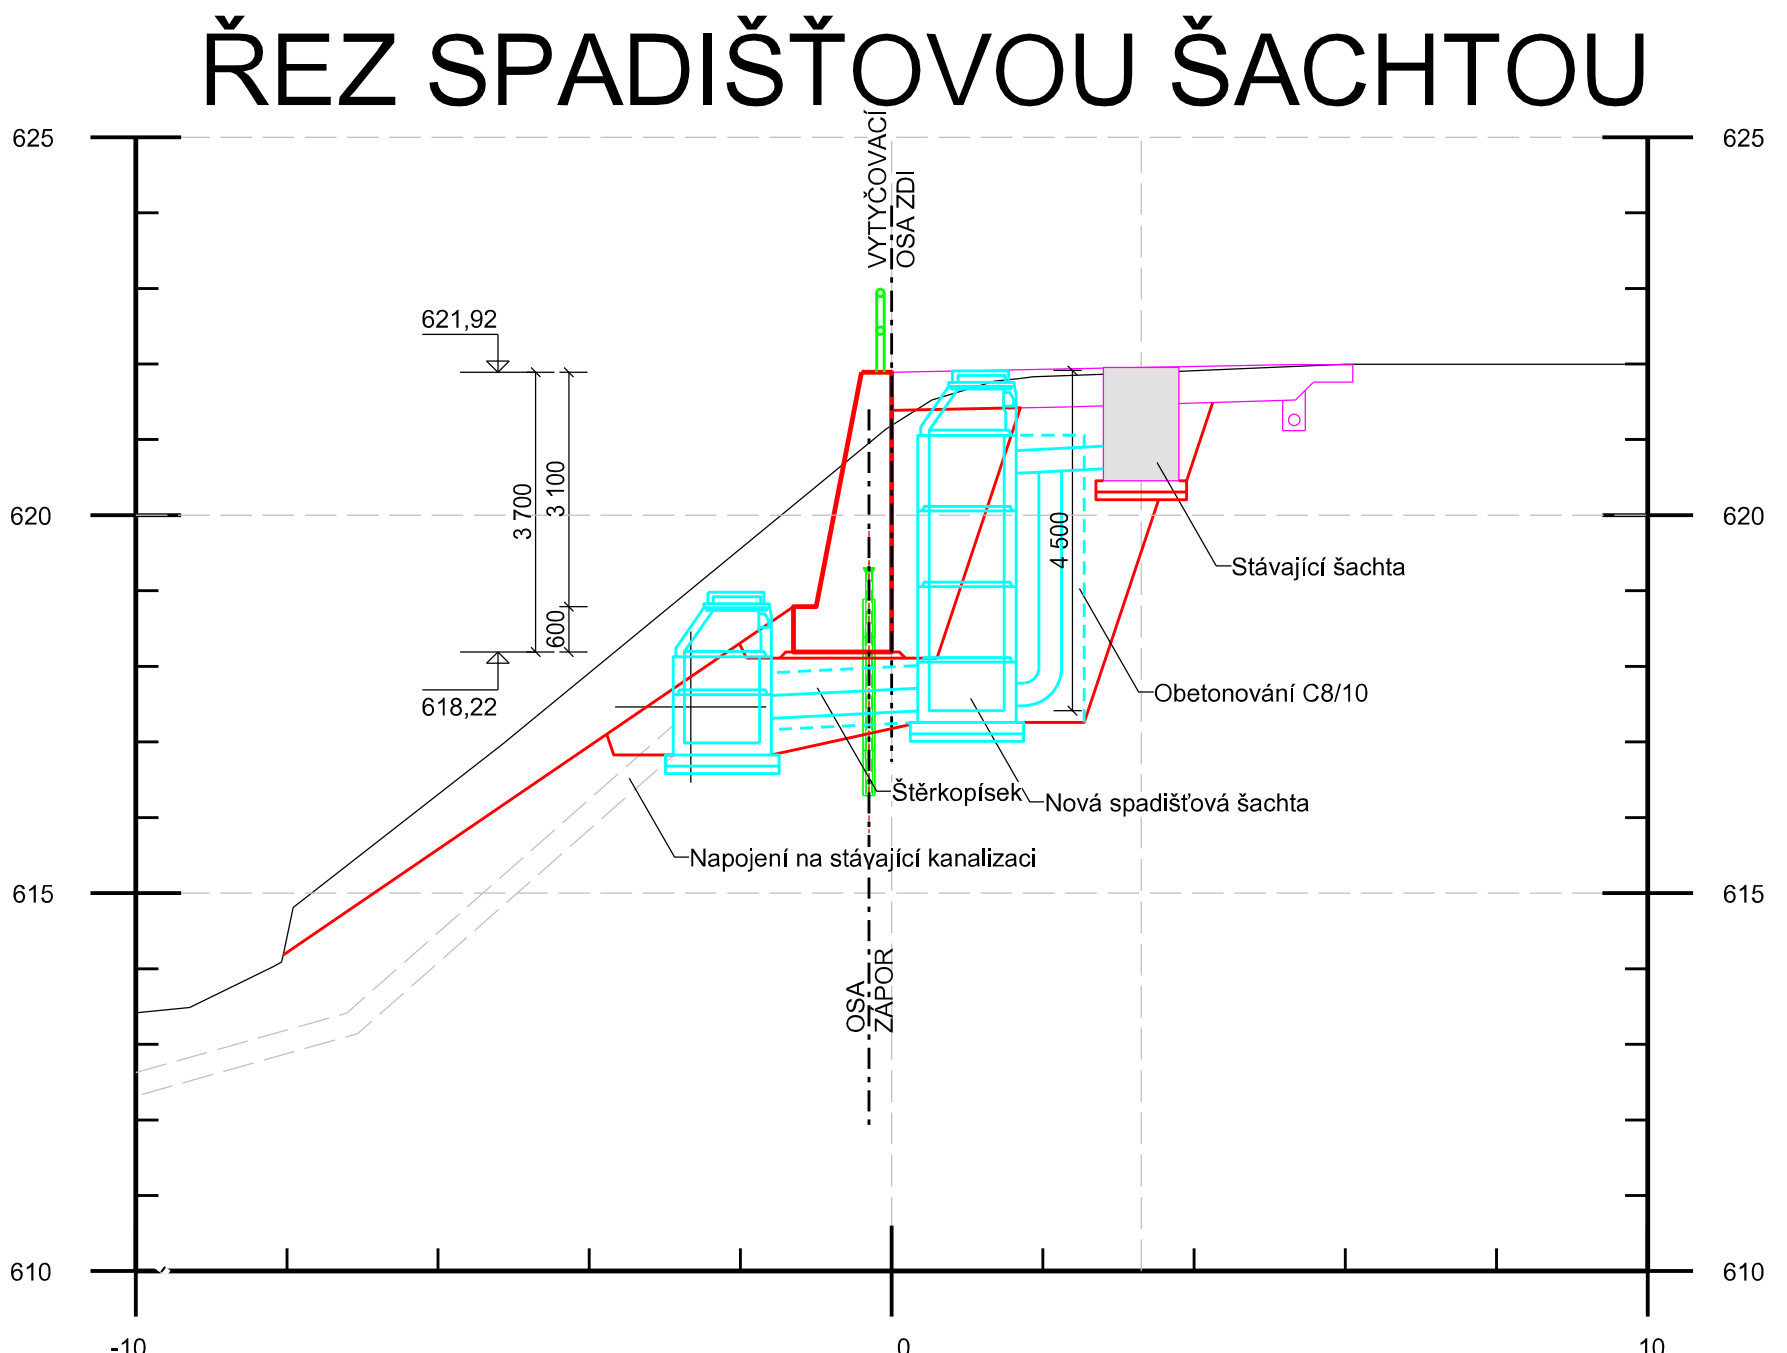 ŘEZ SPADIŠŤOVOU ŠACHTOU
625
625
VYTYČOVACÍ
OSA ZDI
621,92
3 700
3 100
600
4 500
620
620
Stávající šachta
618,22
Obetonování C8/10
Štěrkopísek
Nová spadišťová šachta
Napojení na stávající kanalizaci
615
615
OSA
ZÁPOR
610
610
-10
0
10